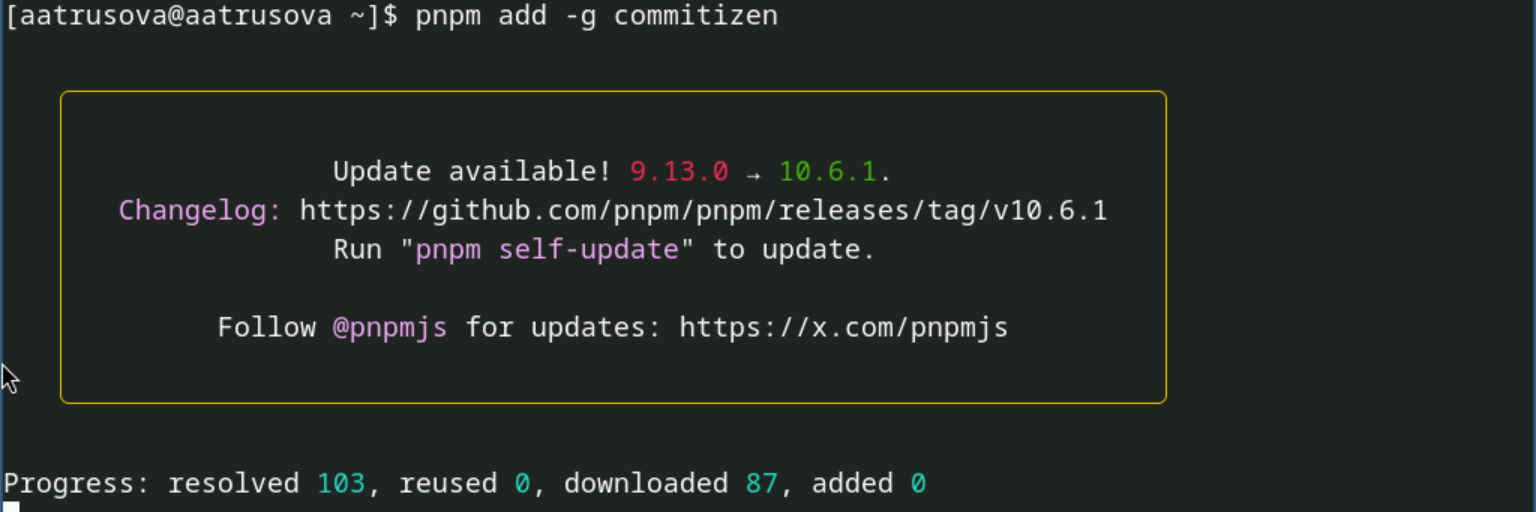 [aatrusova@aatrusova ~]$ pnpm add -g commitizen
Update available! 9.13.0 → 10.6.1.
Changelog: https://github.com/pnpm/pnpm/releases/tag/v10.6.1
Run "pnpm self-update" to update.
Follow @pnpmjs for updates: https://x.com/pnpmjs
Progress: resolved 103, reused 0, downloaded 87, added 0